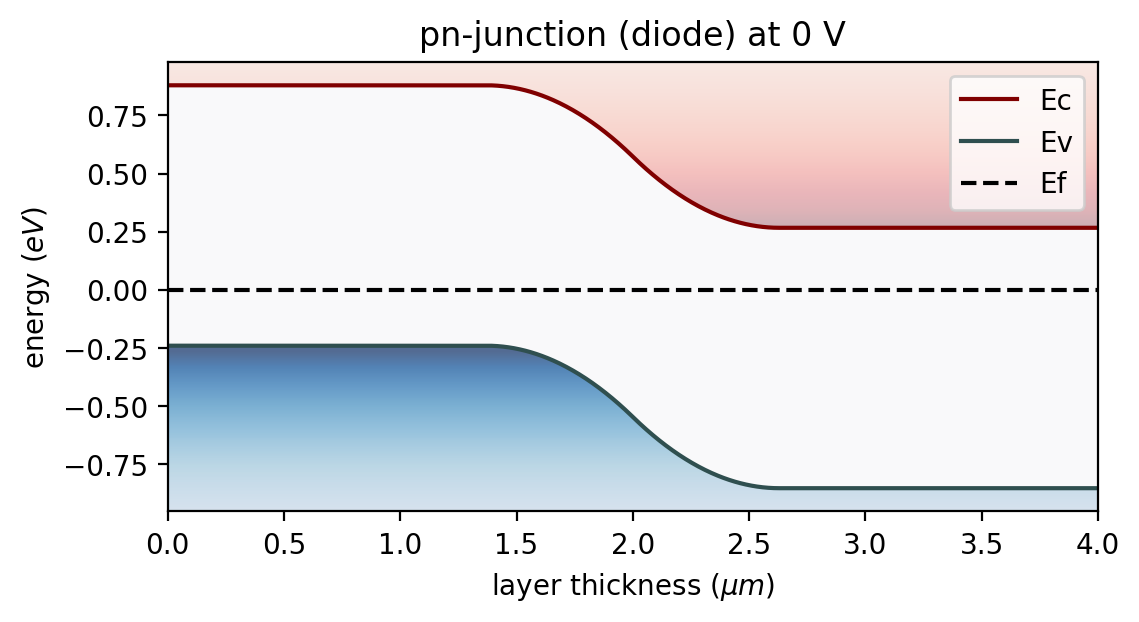 pn-junction (diode) at 0 V
energy (eV)
0.75
0.50
0.25
0.00
−0.25
−0.50
−0.75
Ec
Ev
Ef
0.0 0.5 1.0 1.5 2.0 2.5 3.0 3.5 4.0
layer thickness (μm)